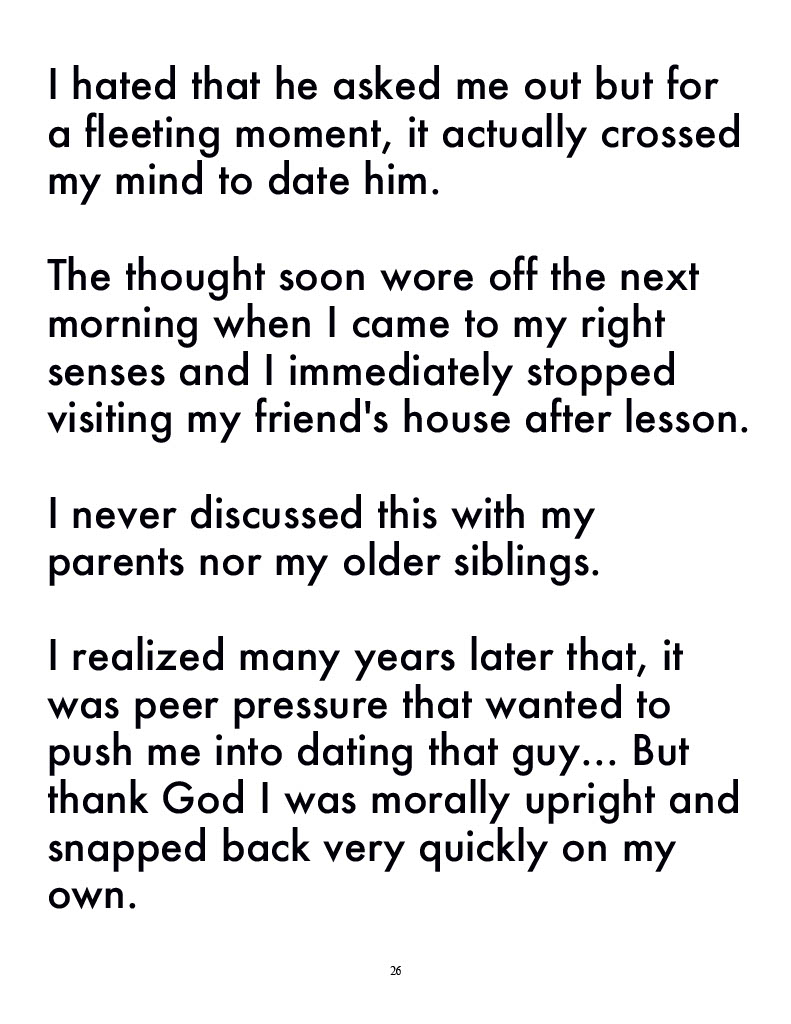 I hated that he asked me out but for
a fleeting moment, it actually crossed
my mind to date him.
The thought soon wore off the next
morning when I came to my right
senses and I immediately stopped
visiting my friend's house after lesson.
I never discussed this with my
parents nor my older siblings.
I realized many years later that, it
was peer pressure that wanted to
push me into dating that guy... But
thank God I was morally upright and
snapped back very quickly on my
own.
26